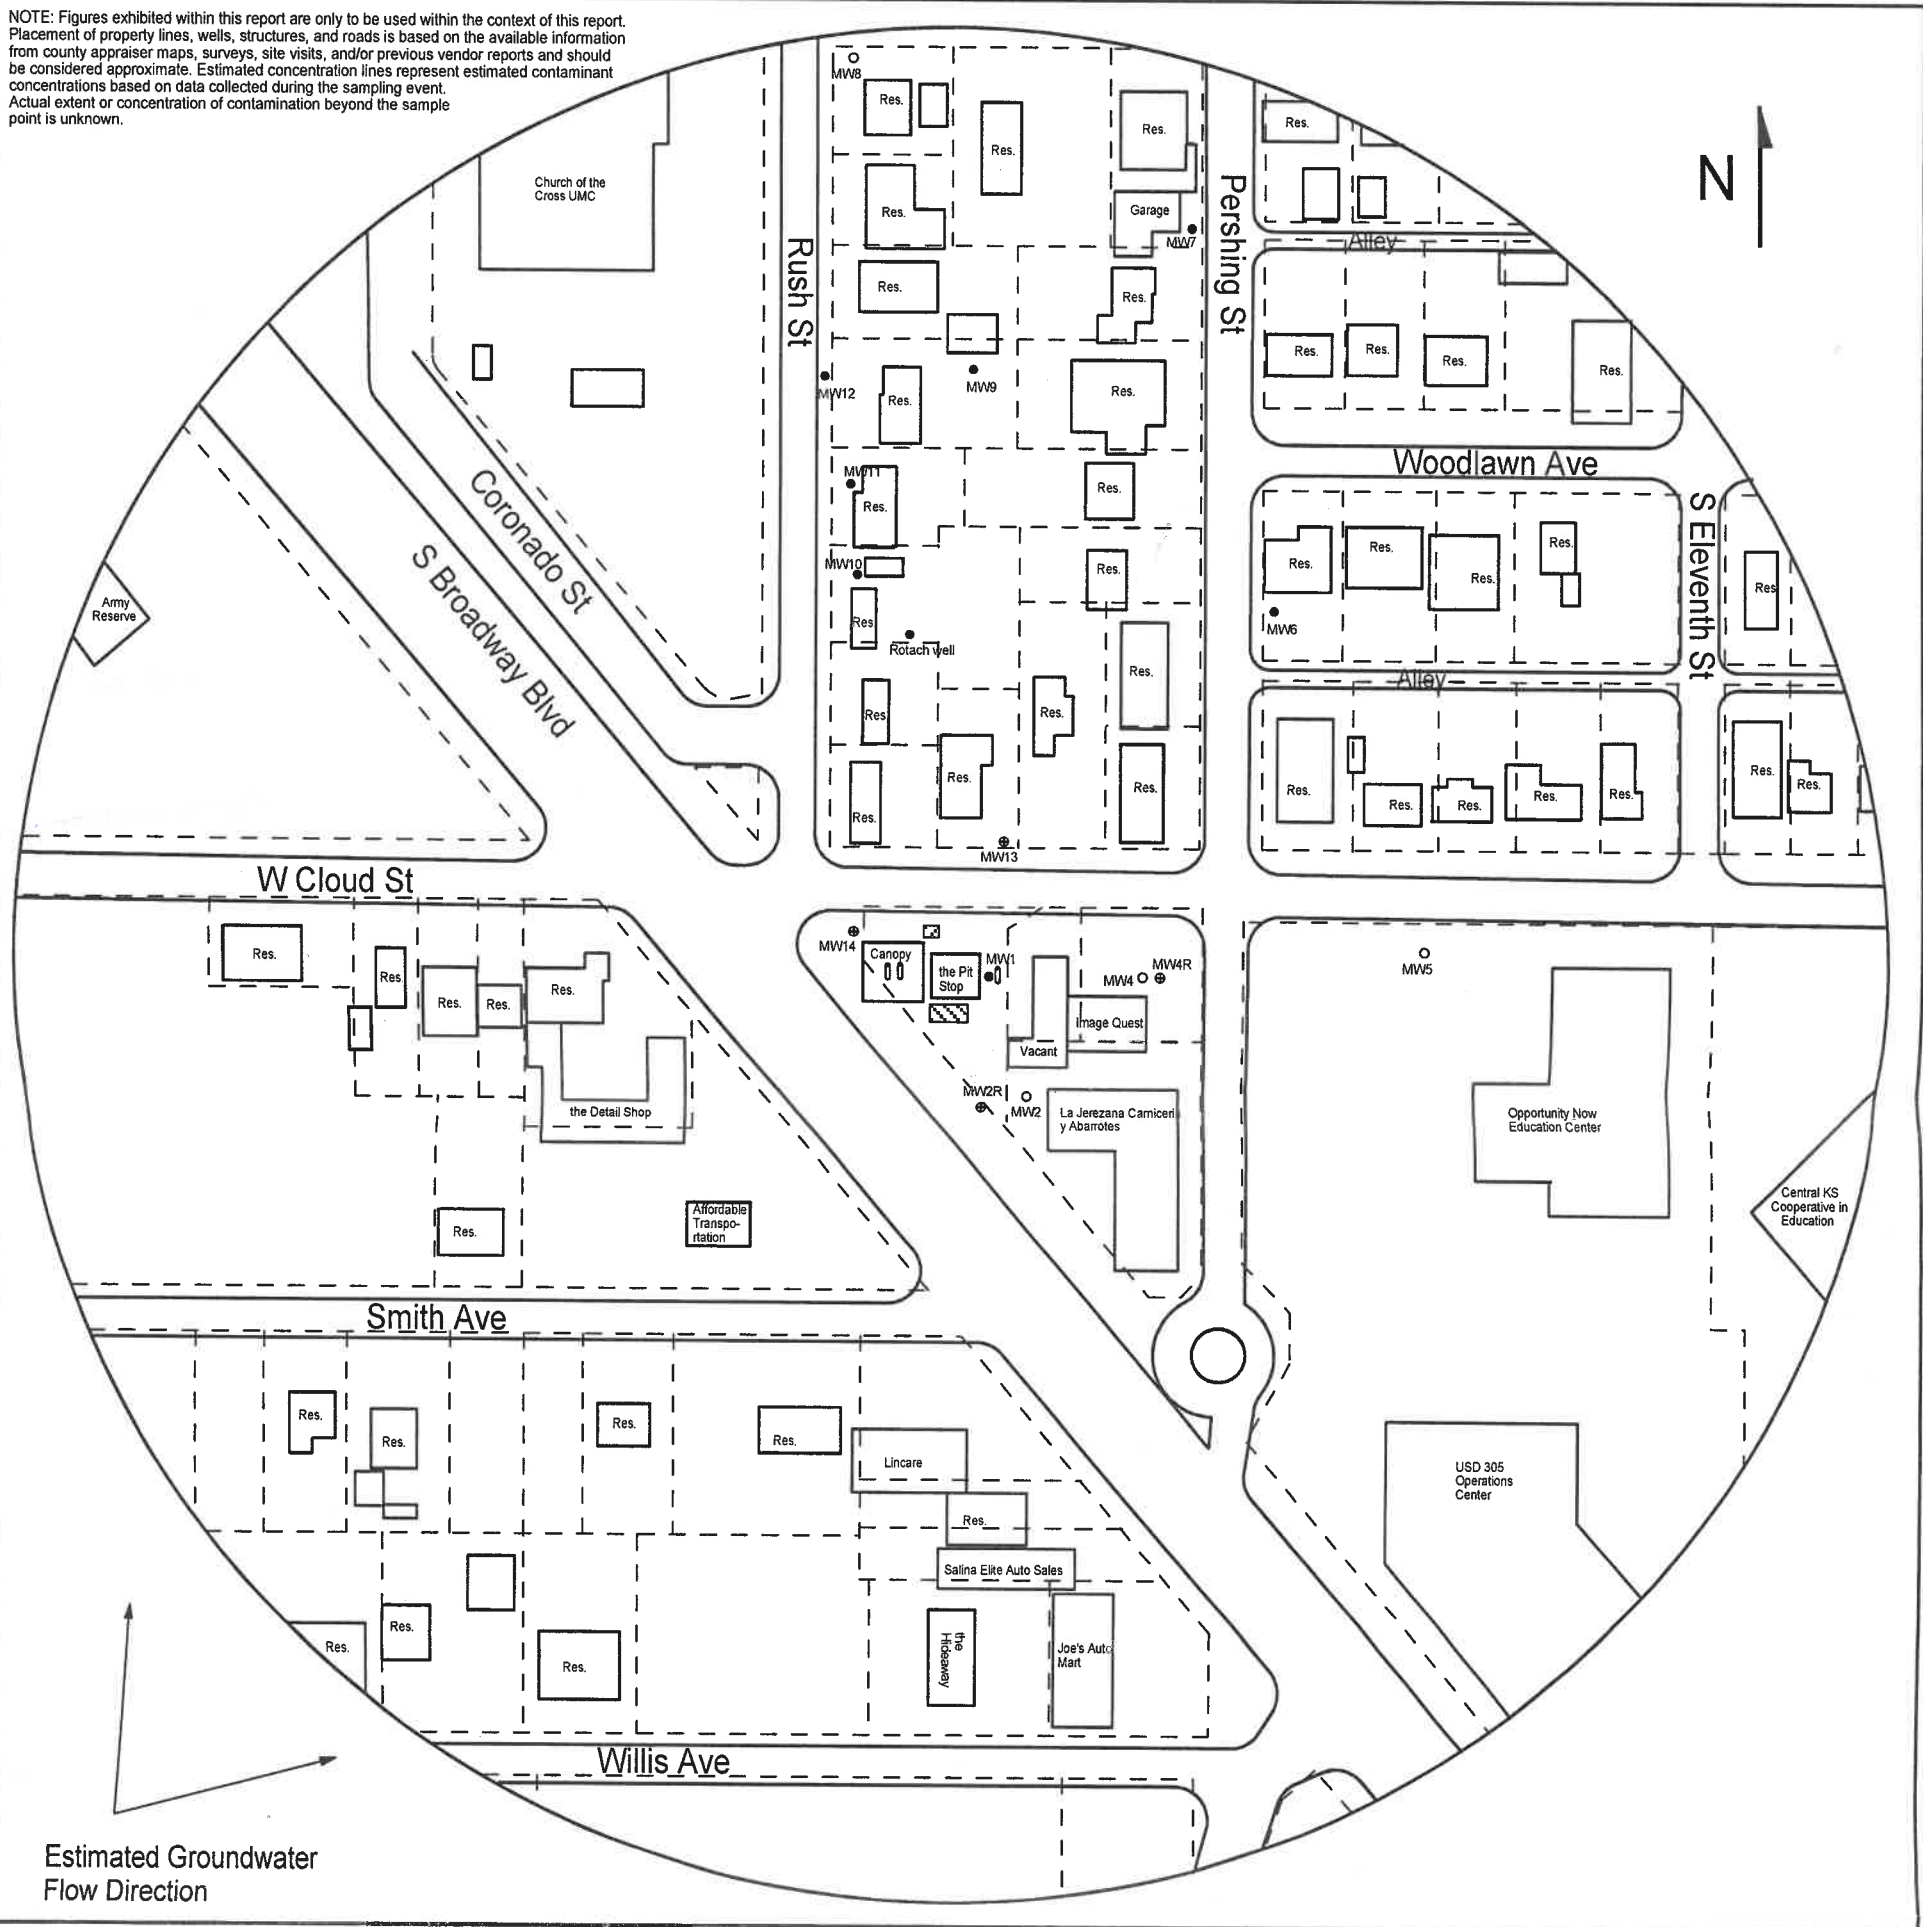 NOTE: Figures exhibited within this report are only to be used within the context of this report.
Placement of property lines, wells, structures, and roads is based on the available information
from county appraiser maps, surveys, site visits, and/or previous vendor reports and should
be considered approximate. Estimated concentration lines represent estimated contaminant
concentrations based on data collected during the sampling event.
Actual extent or concentration of contamination beyond the sample
point is unknown.
N
MW8
Res.
Res.
Res.
Res.
Church of the
Cross UMC
Res.
Garage
MW7
Alley
Rush St
Pershing St
Res.
Res.
Res.
Res.
Res.
Res.
MW12
Res.
MW9
Res.
Woodlawn Ave
Coronado St
MW11
Res.
Res.
S Eleventh St
S Broadway Blvd
MW10
Res.
Res.
Res.
Res.
Res.
Res
Army
Reserve
Res
MW6
Rotach well
Res.
Alley
Res
Res.
Res.
Res.
Res.
Res.
Res.
Res.
Res.
Res.
Res.
Res.
Res.
MW13
W Cloud St
Res.
Res.
Res.
Res.
Res.
MW14
Canopy
the Pit
Stop
MW1
MW4
MW4R
MW5
Image Quest
Vacant
MW2R
MW2
La Jerezana Carniceri
y Abarrotes
the Detail Shop
Opportunity Now
Education Center
Central KS
Cooperative in
Education
Res.
Affordable
Transpo-
rtation
Smith Ave
Res.
Res.
Res.
Res.
Lincare
Res.
USD 305
Operations
Center
Salina Elite Auto Sales
Res.
Res.
Res.
the
Hideaway
Joe's Auto
Mart
Willis Ave
Estimated Groundwater
Flow Direction